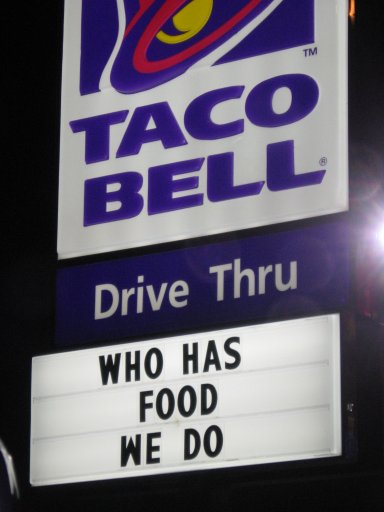 TM
TACO
BELL®
Drive Thru
WHO HAS
FOOD
WE DO